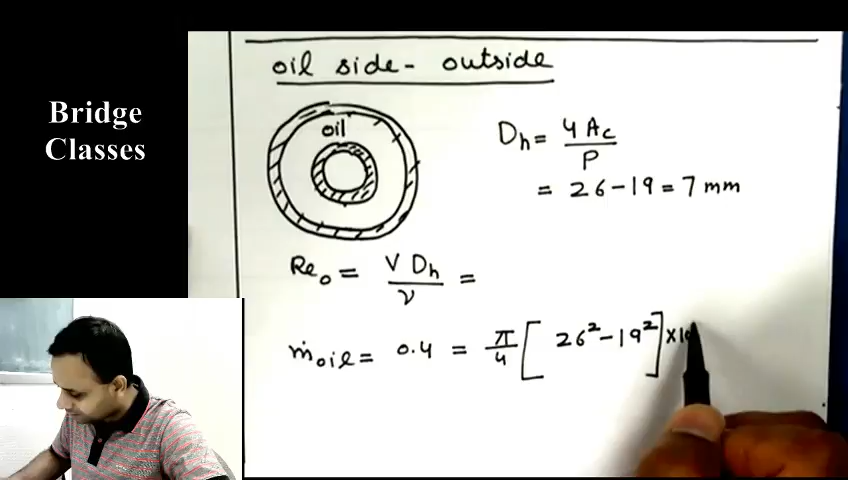 Bridge
Classes
oil side - outside
oil
Dh = 4 Ac / P
= 26 - 19 = 7 mm
Reo = V Dh / ν =
ṁoil = 0.4 = π/4 [ 26² - 19² ] ×10